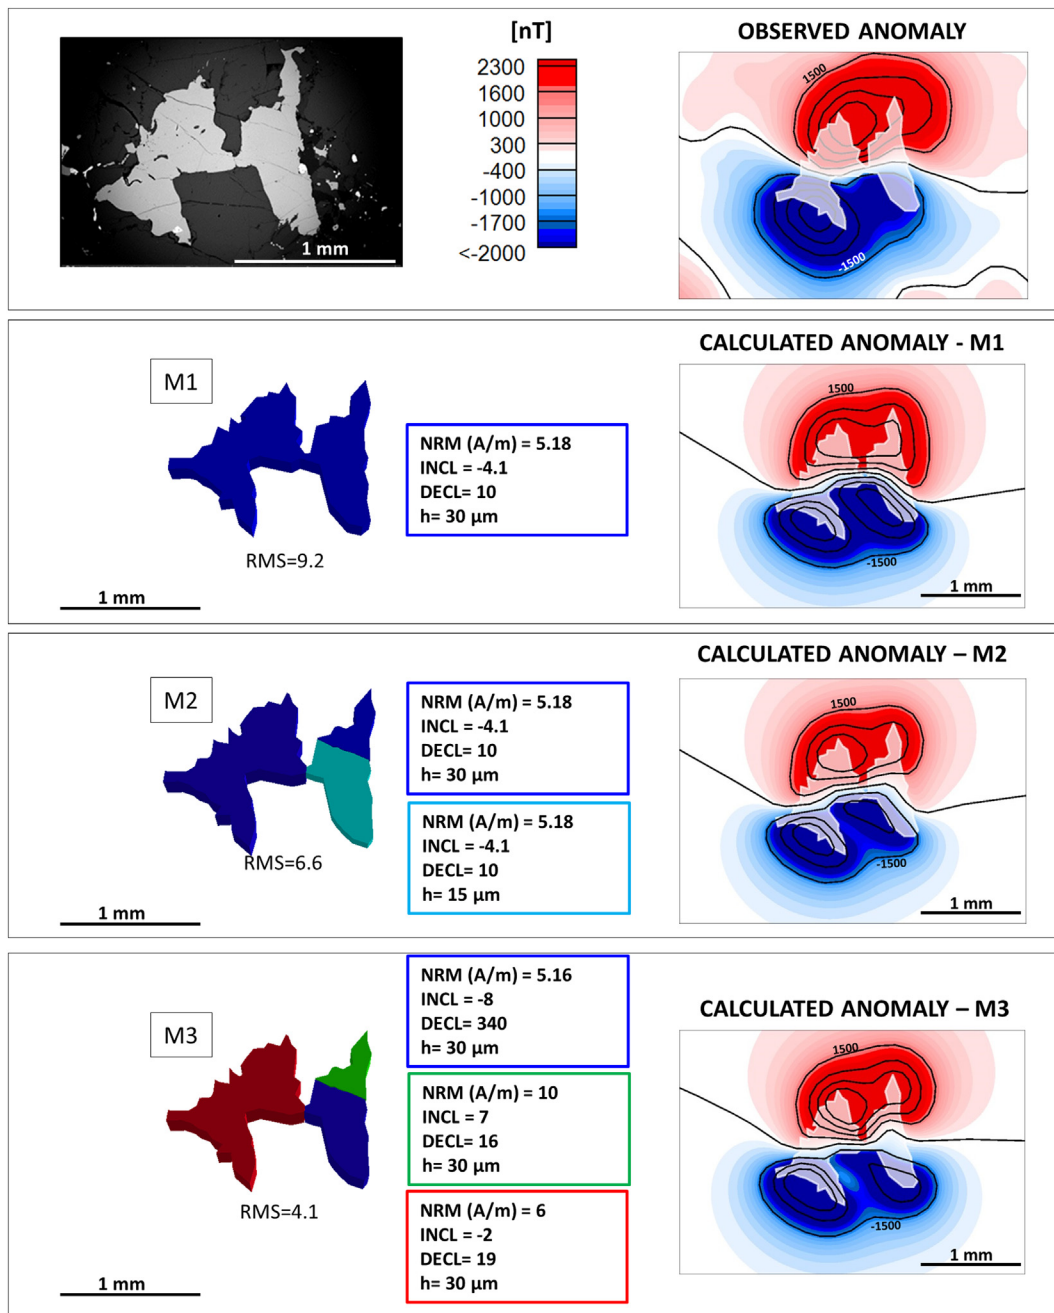 [nT]
OBSERVED ANOMALY
2300
1600
1000
300
-400
-1000
-1700
<-2000
1 mm
1500
-1500
CALCULATED ANOMALY - M1
M1
NRM (A/m) = 5.18
INCL = -4.1
DECL= 10
h= 30 µm
RMS=9.2
1 mm
1500
-1500
1 mm
CALCULATED ANOMALY – M2
M2
NRM (A/m) = 5.18
INCL = -4.1
DECL= 10
h= 30 µm
NRM (A/m) = 5.18
INCL = -4.1
DECL= 10
h= 15 µm
RMS=6.6
1 mm
1500
-1500
1 mm
CALCULATED ANOMALY – M3
M3
NRM (A/m) = 5.16
INCL = -8
DECL= 340
h= 30 µm
NRM (A/m) = 10
INCL = 7
DECL= 16
h= 30 µm
NRM (A/m) = 6
INCL = -2
DECL= 19
h= 30 µm
RMS=4.1
1 mm
1500
-1500
1 mm